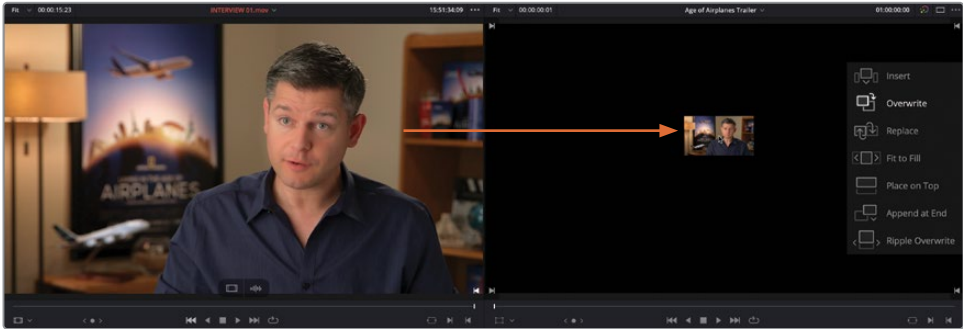 Fit 00:00:15:23 INTERVIEW 01.mov 15:51:34:09
Fit 00:00:00:01 Age of Airplanes Trailer 01:00:00:00
AIRPLANES
Insert
Overwrite
Replace
Fit to Fill
Place on Top
Append at End
Ripple Overwrite